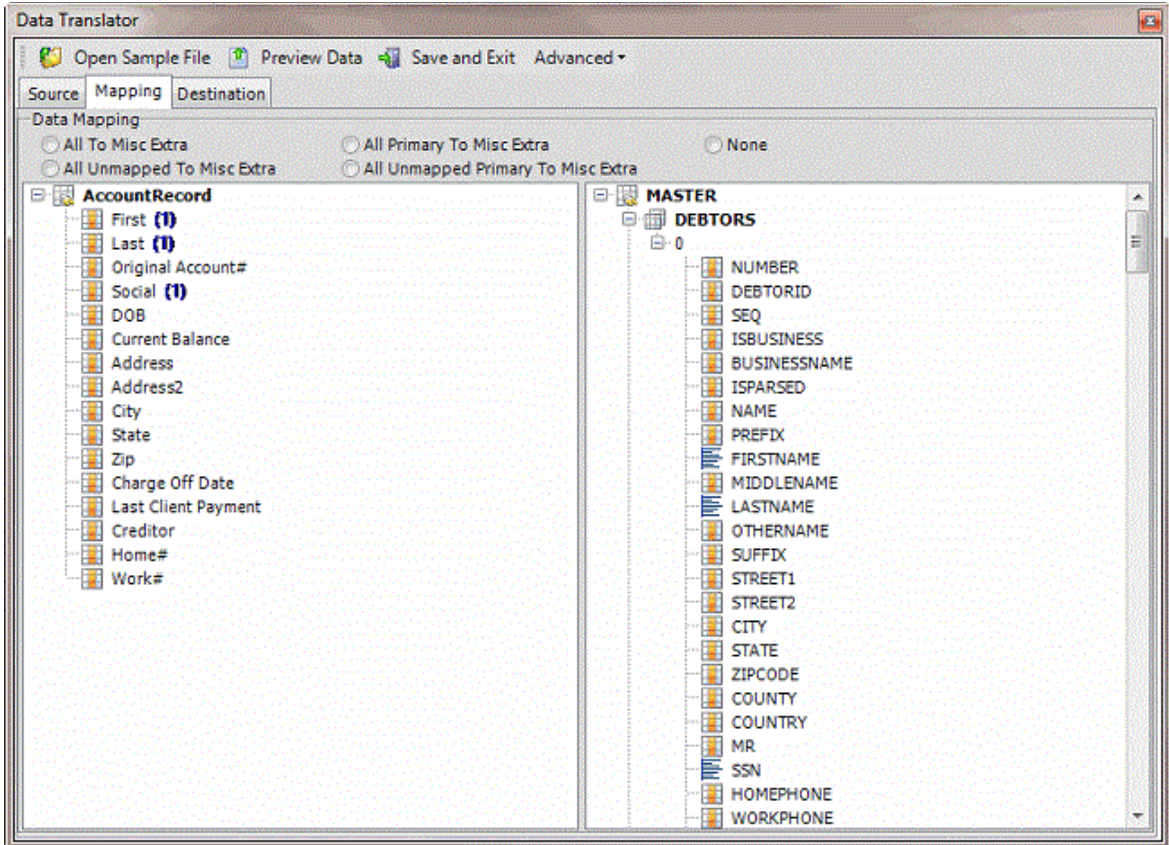 Data Translator
Open Sample File Preview Data Save and Exit Advanced
Source Mapping Destination
Data Mapping
All To Misc Extra All Primary To Misc Extra None
All Unmapped To Misc Extra All Unmapped Primary To Misc Extra
AccountRecord
First (1)
Last (1)
Original Account#
Social (1)
DOB
Current Balance
Address
Address2
City
State
Zip
Charge Off Date
Last Client Payment
Creditor
Home#
Work#
MASTER
DEBTORS
0
NUMBER
DEBTORID
SEQ
ISBUSINESS
BUSINESSNAME
ISPARSED
NAME
PREFIX
FIRSTNAME
MIDDLENAME
LASTNAME
OTHERNAME
SUFFIX
STREET1
STREET2
CITY
STATE
ZIPCODE
COUNTY
COUNTRY
MR
SSN
HOMEPHONE
WORKPHONE